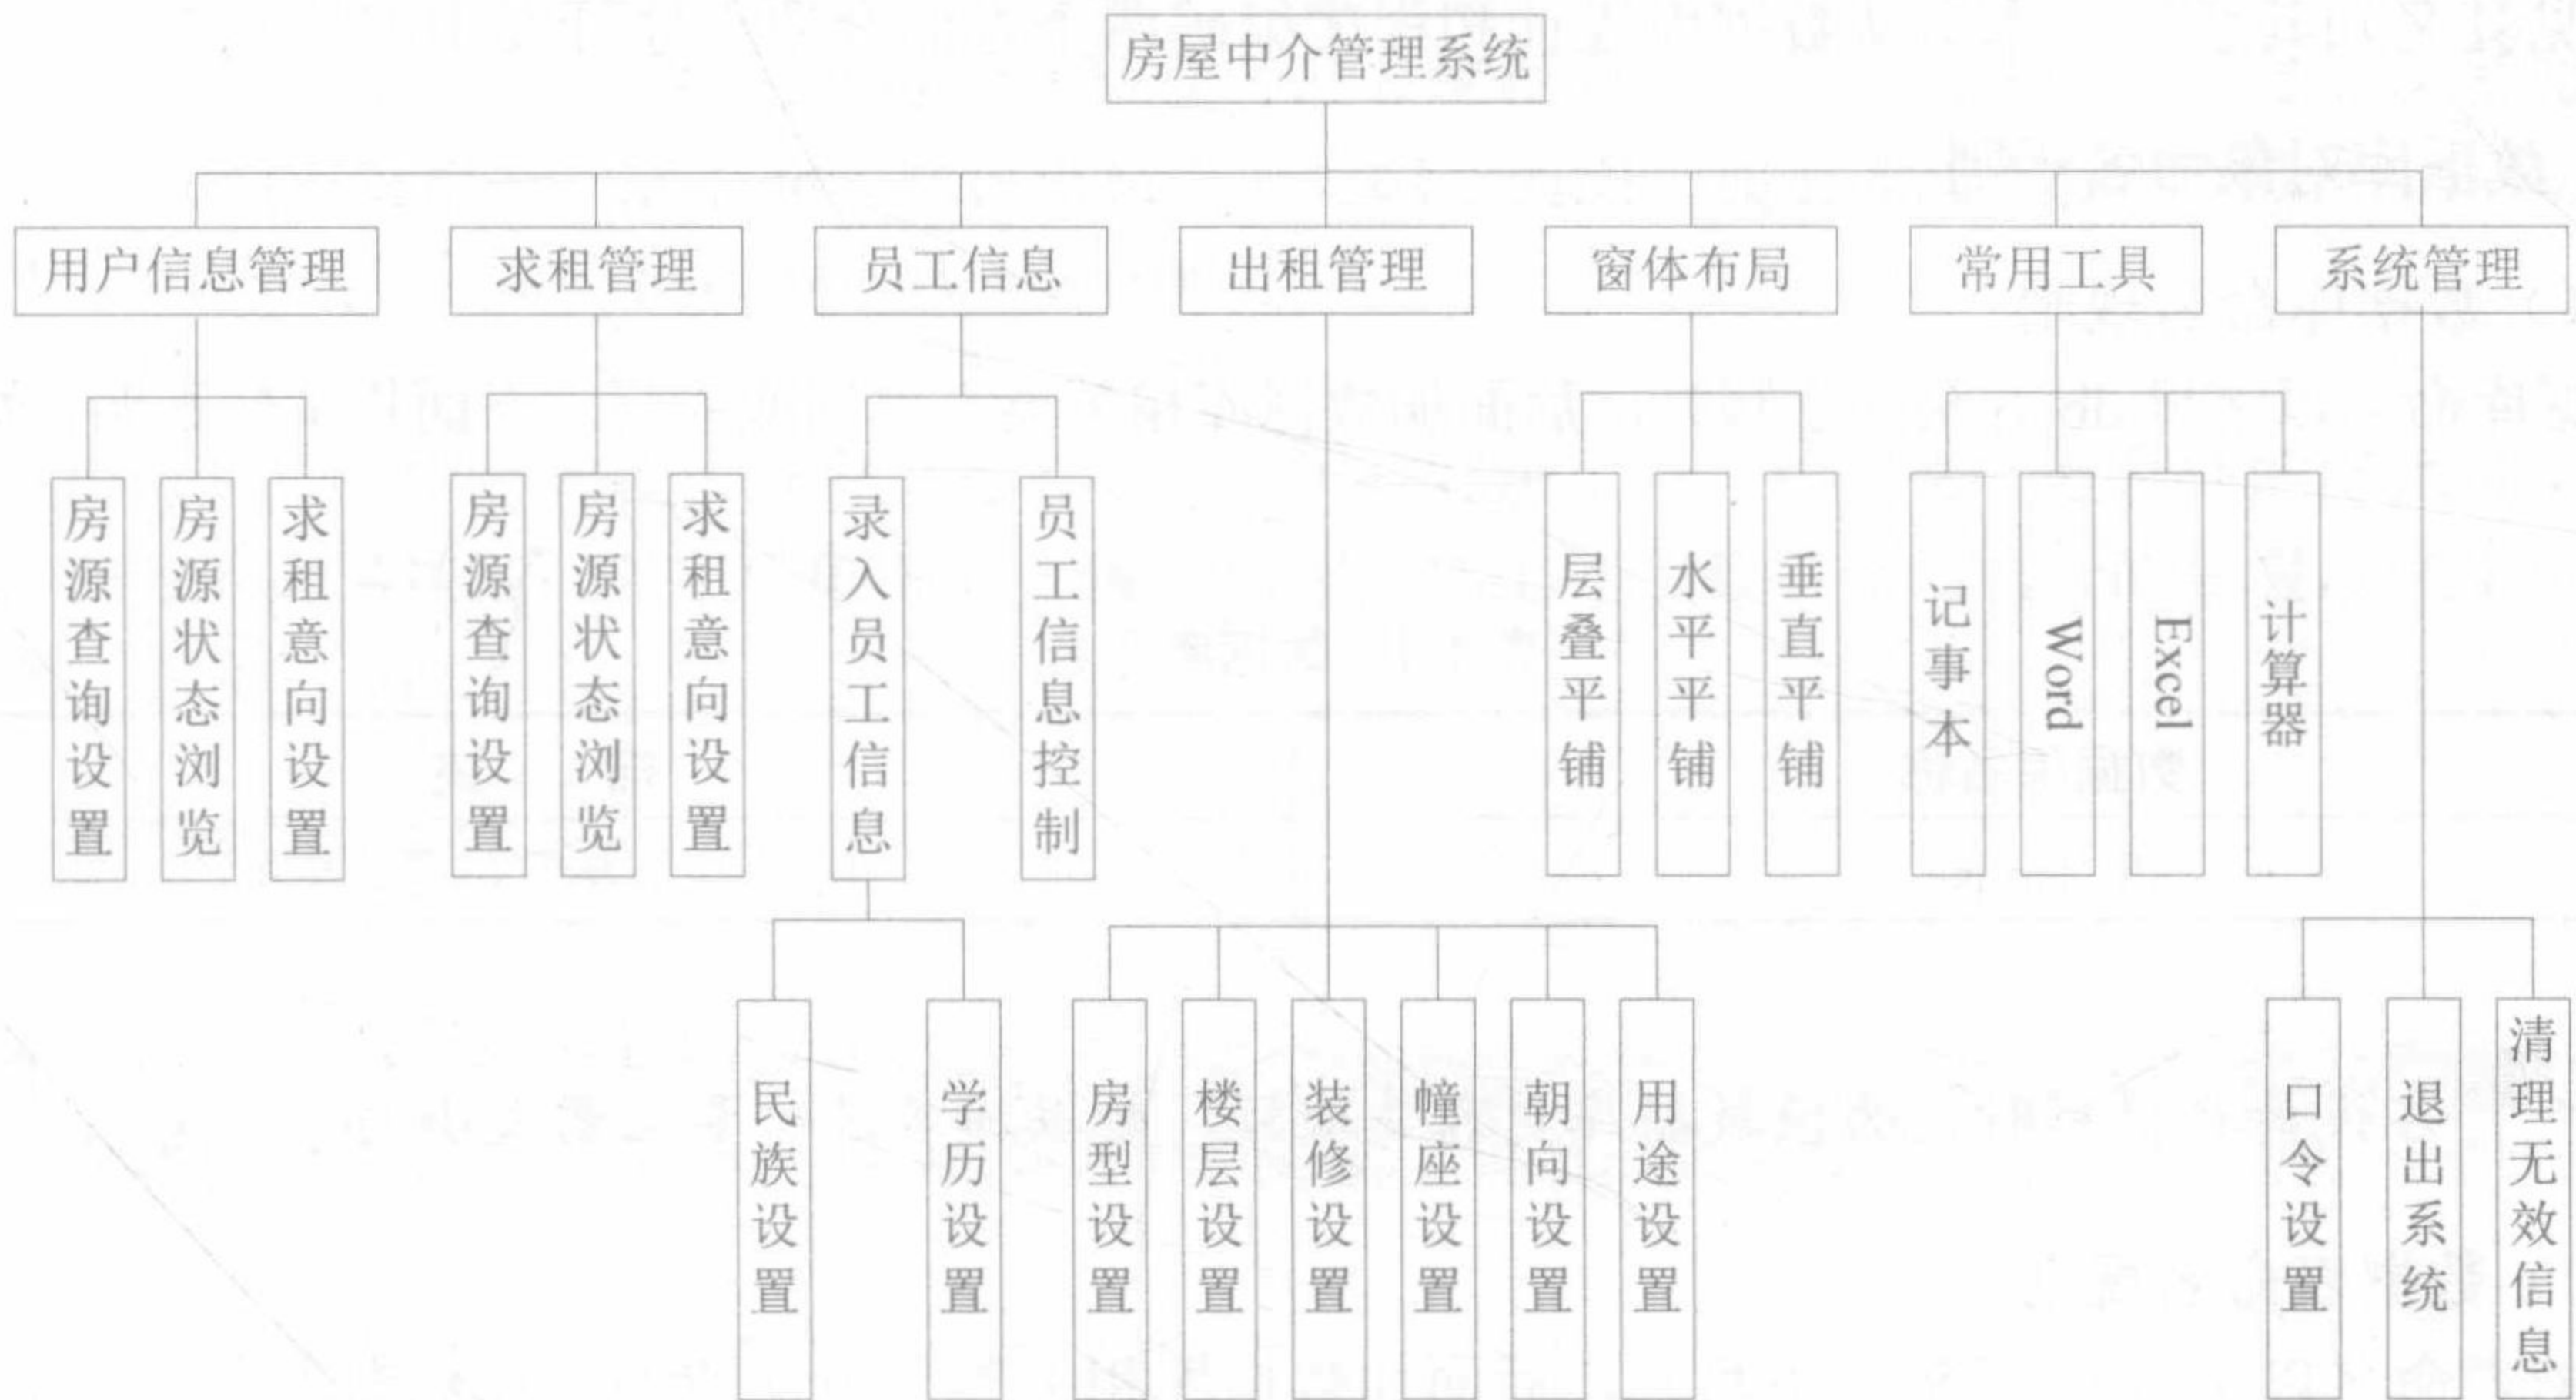 房屋中介管理系统
用户信息管理
求租管理
员工信息
出租管理
窗体布局
常用工具
系统管理
房源查询设置
房源状态浏览
求租意向设置
房源查询设置
房源状态浏览
求租意向设置
录入员工信息
员工信息控制
层叠平铺
水平平铺
垂直平铺
记事本
Word
Excel
计算器
民族设置
学历设置
房型设置
楼层设置
装修设置
幢座设置
朝向设置
用途设置
口令设置
退出系统
清理无效信息